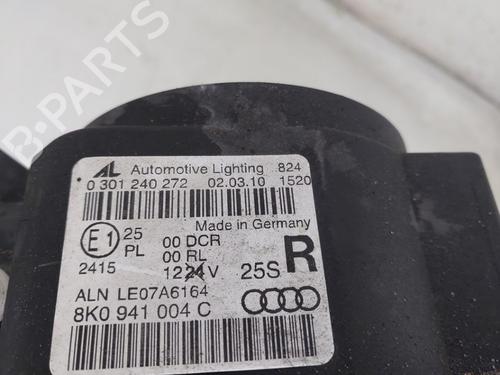 B-PARTS
AL Automotive Lighting 824
0 301 240 272 02.03.10 1520
Made in Germany
E1 25 00 DCR
PL 00 RL
2415 1224V 25S R
ALN LE07A6164
8K0 941 004 C